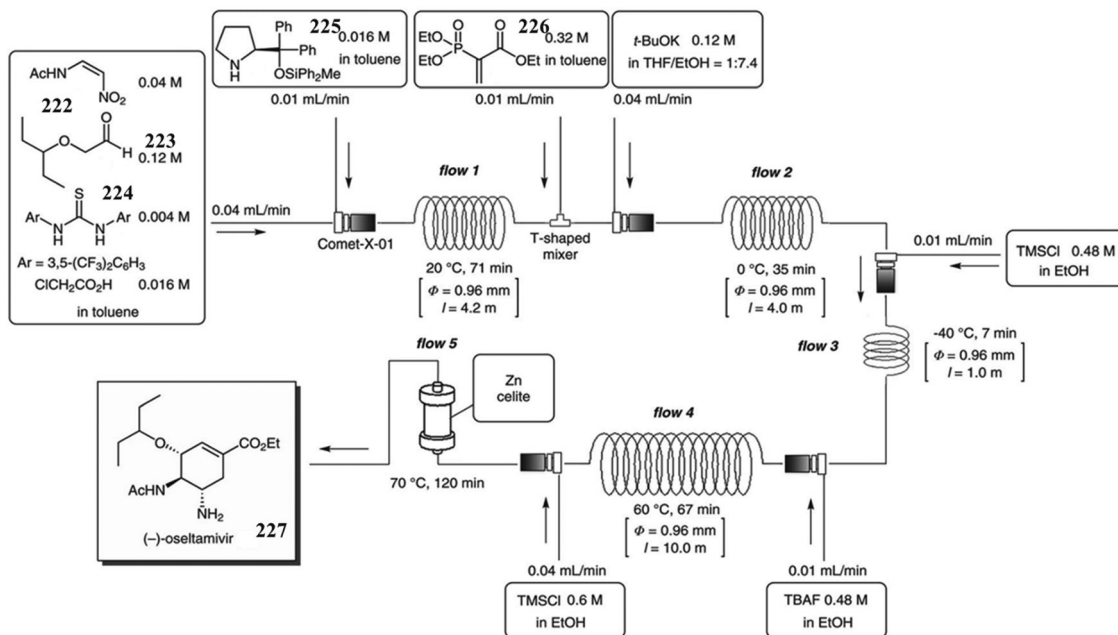 AcHN
NO₂
0.04 M
222
O
O
H
223
0.12 M
S
224
Ar
N
H
N
H
Ar
0.004 M
Ar = 3,5-(CF₃)₂C₆H₃
ClCH₂CO₂H
0.016 M
in toluene
0.04 mL/min
225
Ph
Ph
N
H
OSiPh₂Me
0.016 M
in toluene
0.01 mL/min
Comet-X-01
flow 1
20 °C, 71 min
Φ = 0.96 mm
l = 4.2 m
226
O
EtO
P
EtO
O
OEt
0.32 M
in toluene
0.01 mL/min
T-shaped
mixer
t-BuOK 0.12 M
in THF/EtOH = 1:7.4
0.04 mL/min
flow 2
0 °C, 35 min
Φ = 0.96 mm
l = 4.0 m
0.01 mL/min
TMSCl 0.48 M
in EtOH
flow 3
-40 °C, 7 min
Φ = 0.96 mm
l = 1.0 m
0.01 mL/min
TBAF 0.48 M
in EtOH
flow 4
60 °C, 67 min
Φ = 0.96 mm
l = 10.0 m
0.04 mL/min
TMSCl 0.6 M
in EtOH
flow 5
Zn
celite
70 °C, 120 min
O
CO₂Et
AcHN
NH₂
227
(–)-oseltamivir